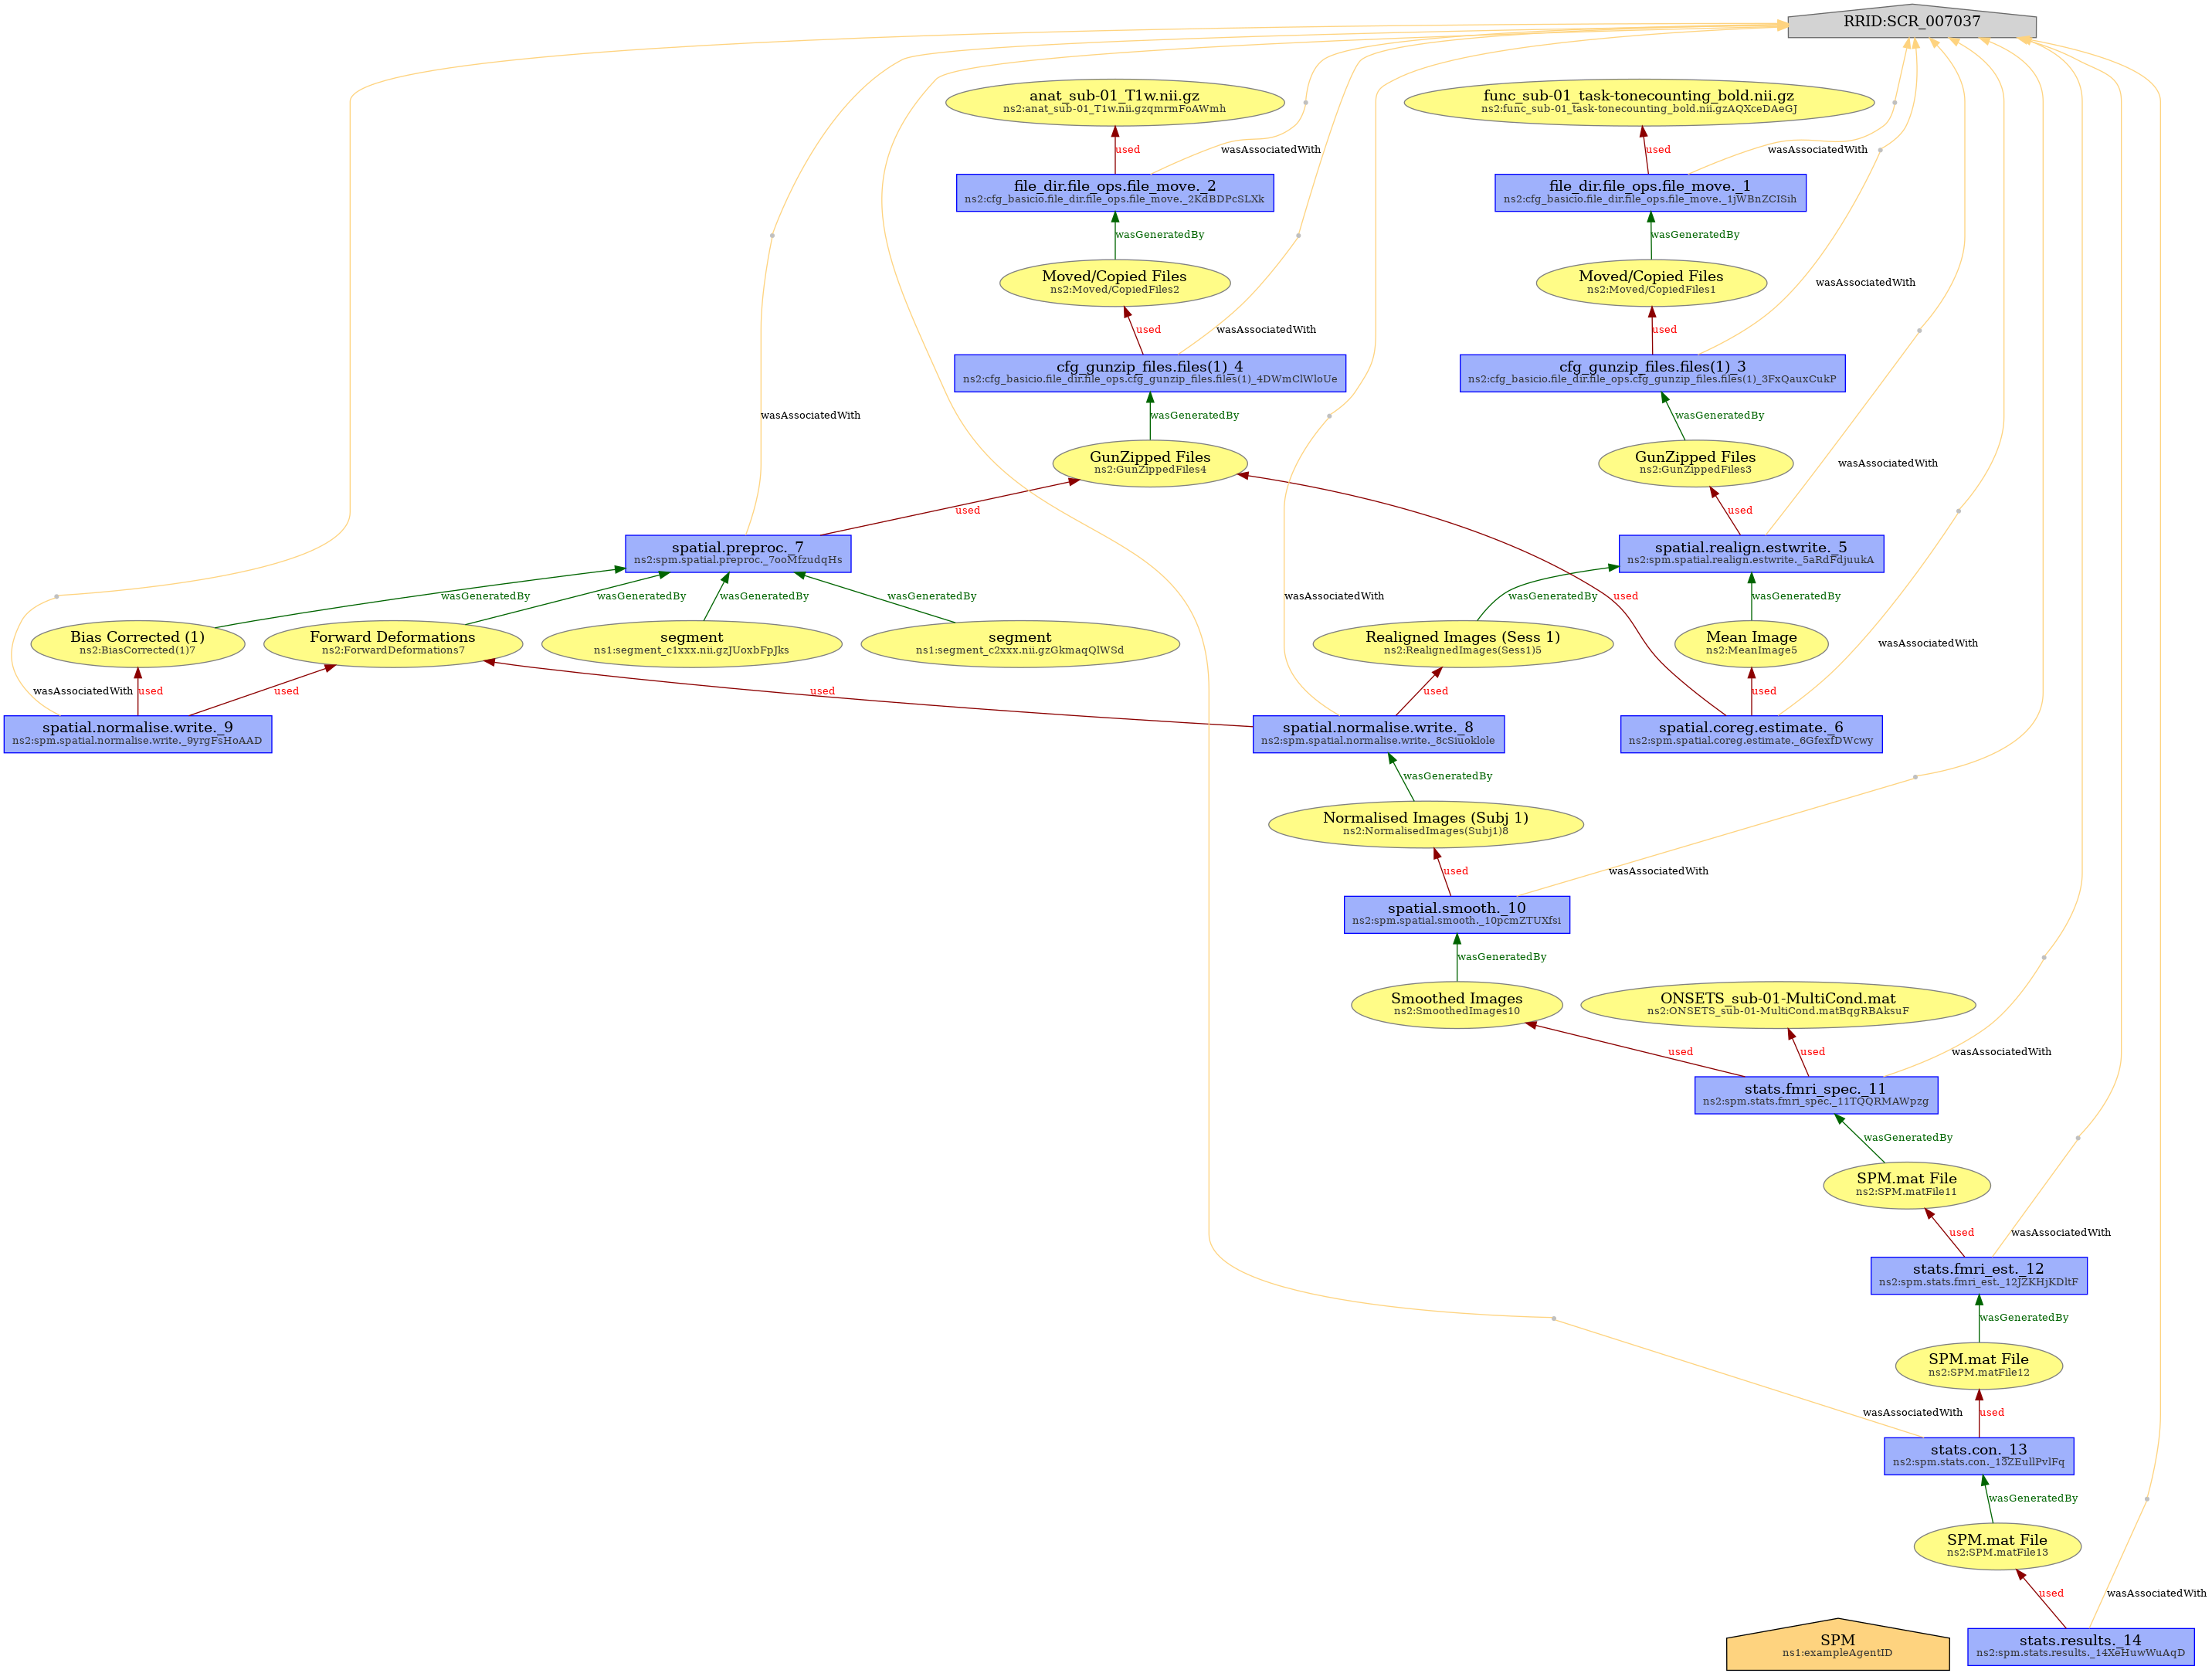 RRID:SCR_007037
anat_sub-01_T1w.nii.gz
ns2:anat_sub-01_T1w.nii.gzqmrmFoAWmh
func_sub-01_task-tonecounting_bold.nii.gz
ns2:func_sub-01_task-tonecounting_bold.nii.gzAQXceDAeGJ
used
wasAssociatedWith
used
wasAssociatedWith
file_dir.file_ops.file_move._2
ns2:cfg_basicio.file_dir.file_ops.file_move._2KdBDPcSLXk
file_dir.file_ops.file_move._1
ns2:cfg_basicio.file_dir.file_ops.file_move._1jWBnZCISih
wasGeneratedBy
wasGeneratedBy
Moved/Copied Files
ns2:Moved/CopiedFiles2
Moved/Copied Files
ns2:Moved/CopiedFiles1
wasAssociatedWith
used
wasAssociatedWith
used
cfg_gunzip_files.files(1)_4
ns2:cfg_basicio.file_dir.file_ops.cfg_gunzip_files.files(1)_4DWmClWloUe
cfg_gunzip_files.files(1)_3
ns2:cfg_basicio.file_dir.file_ops.cfg_gunzip_files.files(1)_3FxQauxCukP
wasAssociatedWith
wasGeneratedBy
wasGeneratedBy
GunZipped Files
ns2:GunZippedFiles4
GunZipped Files
ns2:GunZippedFiles3
wasAssociatedWith
used
used
spatial.preproc._7
ns2:spm.spatial.preproc._7ooMfzudqHs
spatial.realign.estwrite._5
ns2:spm.spatial.realign.estwrite._5aRdFdjuukA
wasGeneratedBy
wasGeneratedBy
wasGeneratedBy
wasGeneratedBy
wasAssociatedWith
wasGeneratedBy
used
wasGeneratedBy
Bias Corrected (1)
ns2:BiasCorrected(1)7
Forward Deformations
ns2:ForwardDeformations7
segment
ns1:segment_c1xxx.nii.gzJUoxbFpJks
segment
ns1:segment_c2xxx.nii.gzGkmaqQlWSd
Realigned Images (Sess 1)
ns2:RealignedImages(Sess1)5
Mean Image
ns2:MeanImage5
wasAssociatedWith
wasAssociatedWith
used
used
used
used
used
spatial.normalise.write._9
ns2:spm.spatial.normalise.write._9yrgFsHoAAD
spatial.normalise.write._8
ns2:spm.spatial.normalise.write._8cSiuoklole
spatial.coreg.estimate._6
ns2:spm.spatial.coreg.estimate._6GfexfDWcwy
wasGeneratedBy
Normalised Images (Subj 1)
ns2:NormalisedImages(Subj1)8
used
wasAssociatedWith
spatial.smooth._10
ns2:spm.spatial.smooth._10pcmZTUXfsi
wasGeneratedBy
Smoothed Images
ns2:SmoothedImages10
ONSETS_sub-01-MultiCond.mat
ns2:ONSETS_sub-01-MultiCond.matBqgRBAksuF
used
used
wasAssociatedWith
stats.fmri_spec._11
ns2:spm.stats.fmri_spec._11TQQRMAWpzg
wasGeneratedBy
SPM.mat File
ns2:SPM.matFile11
used
wasAssociatedWith
stats.fmri_est._12
ns2:spm.stats.fmri_est._12JZKHjKDltF
wasGeneratedBy
SPM.mat File
ns2:SPM.matFile12
wasAssociatedWith
used
stats.con._13
ns2:spm.stats.con._13ZEullPvlFq
wasGeneratedBy
SPM.mat File
ns2:SPM.matFile13
used
wasAssociatedWith
SPM
ns1:exampleAgentID
stats.results._14
ns2:spm.stats.results._14XeHuwWuAqD